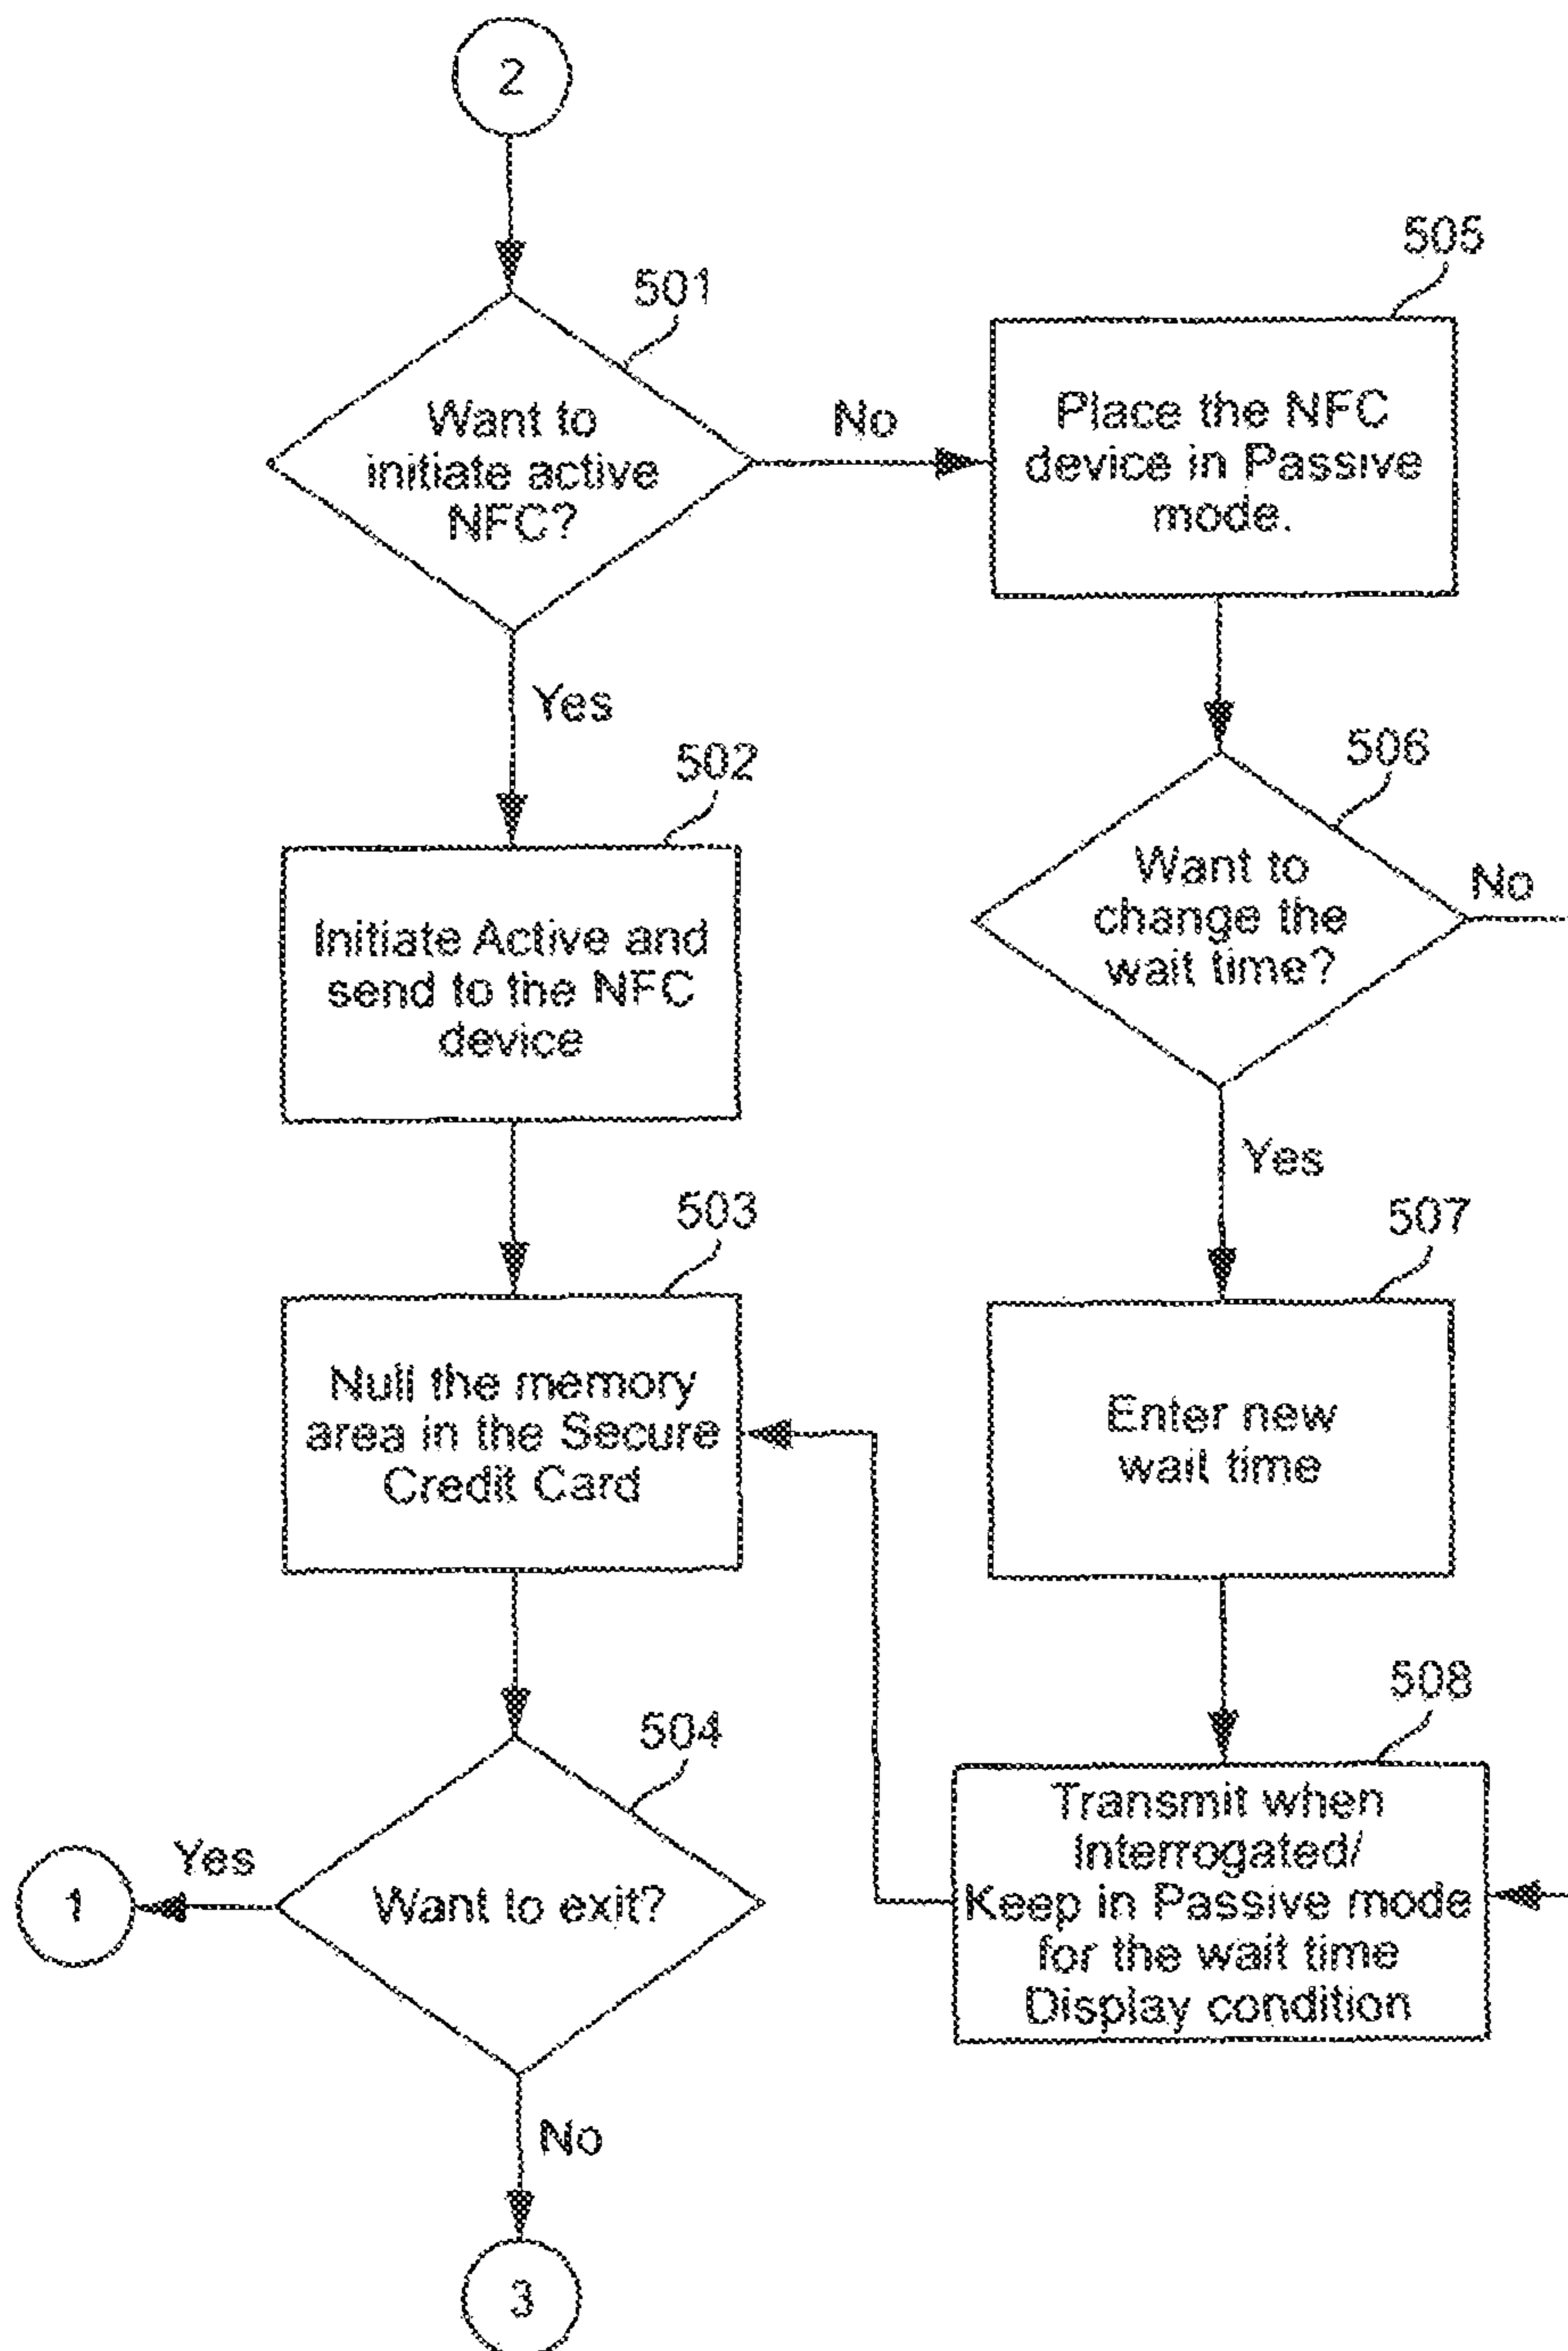 2
501
Want to
initiate active
NFC?
No
Yes
502
Initiate Active and
send to the NFC
device
503
Null the memory
area in the Secure
Credit Card
504
Want to exit?
Yes
1
No
3
505
Place the NFC
device in Passive
mode.
506
Want to
change the
wait time?
No
Yes
507
Enter new
wait time
508
Transmit when
Interrogated/
Keep in Passive mode
for the wait time
Display condition